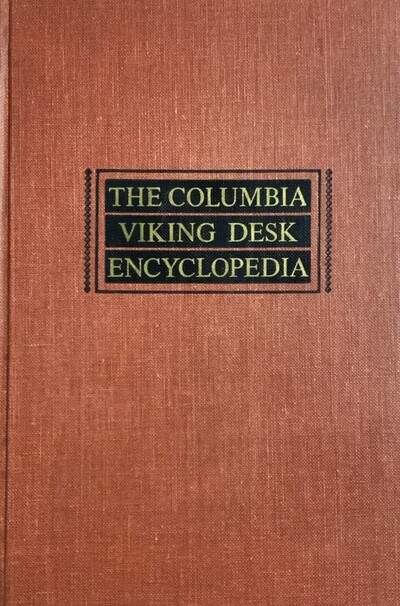 THE COLUMBIA
VIKING DESK
ENCYCLOPEDIA